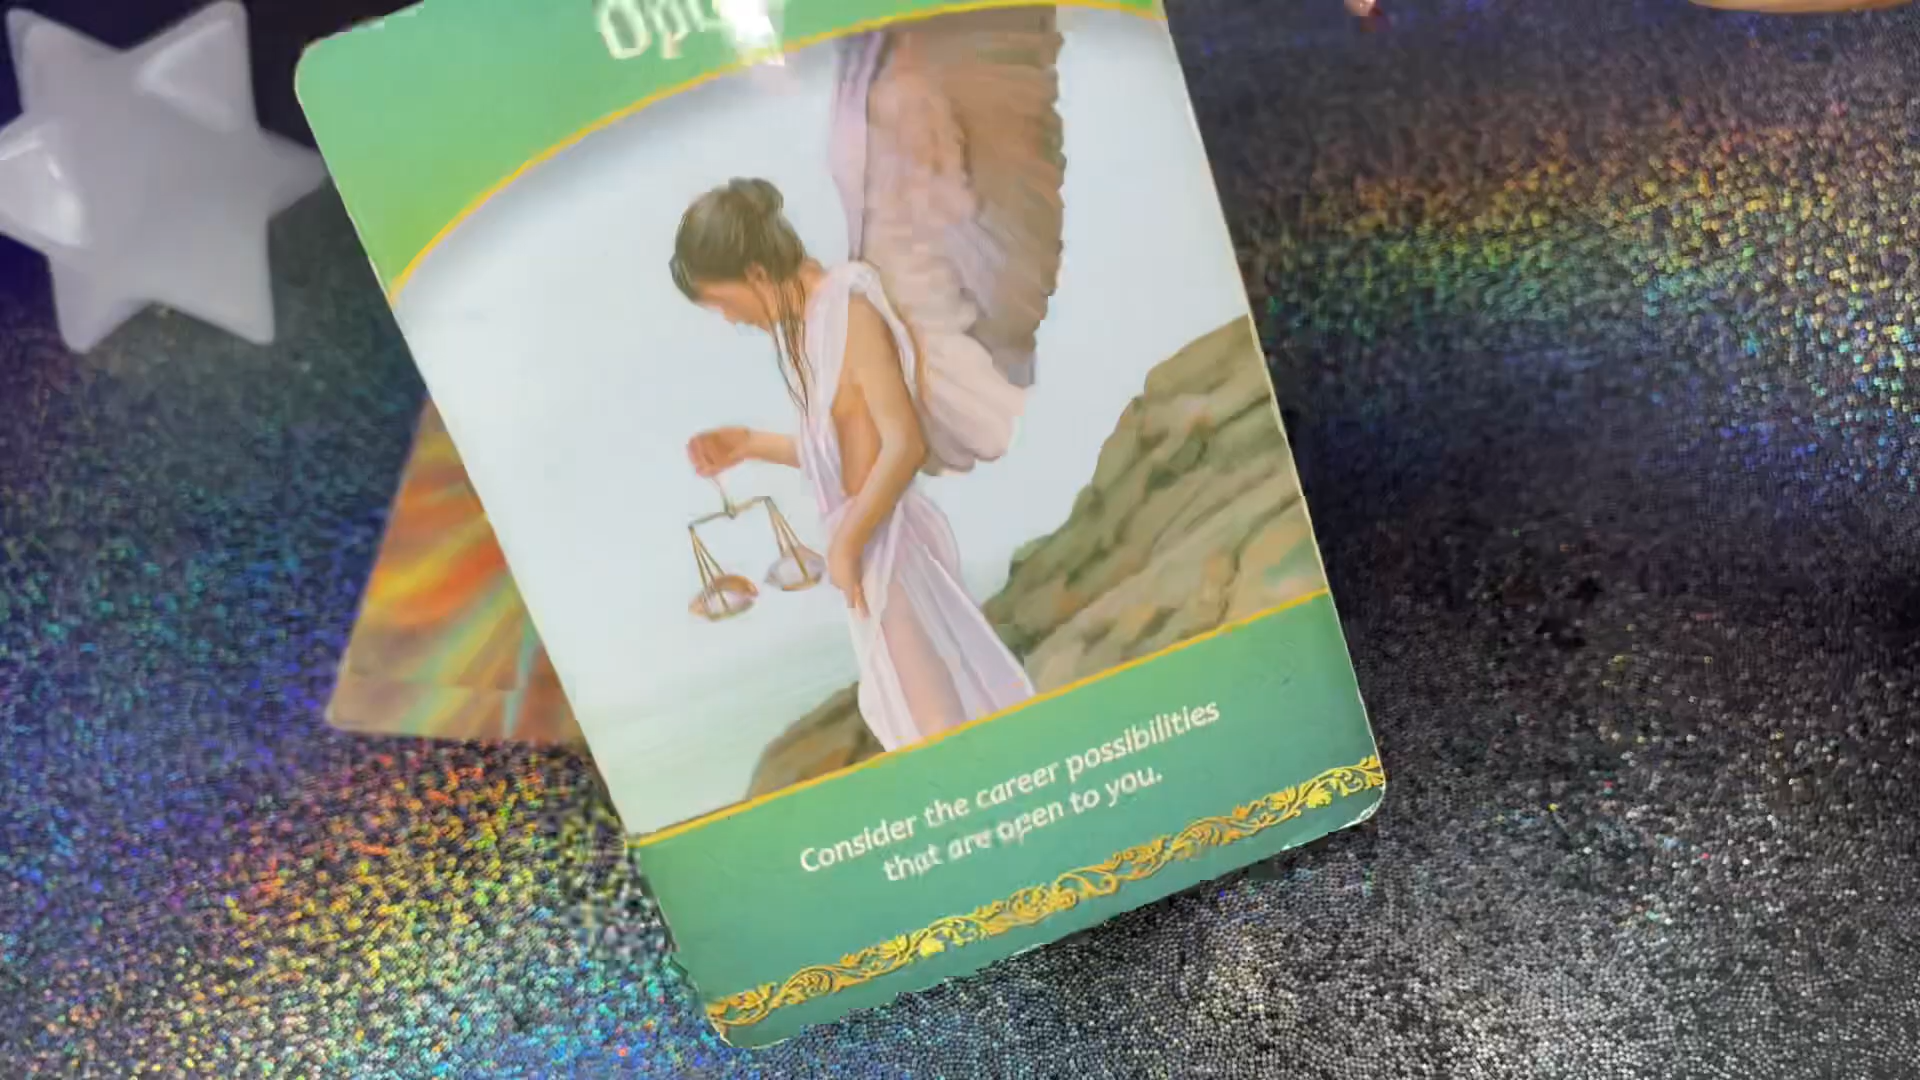 Consider the career possibilities
that are open to you.